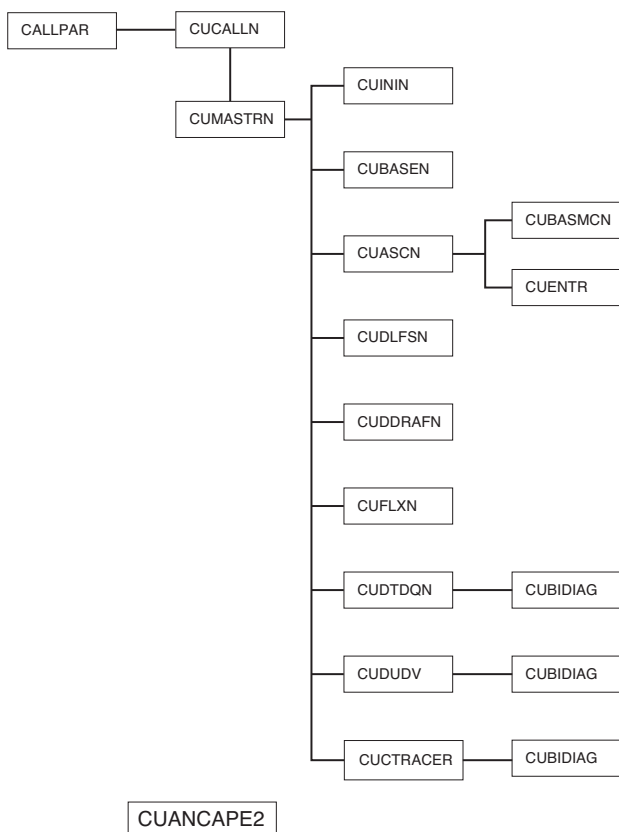 CALLPAR
CUCALLN
CUMASTRN
CUININ
CUBASEN
CUASCN
CUBASMCN
CUENTR
CUDLFSN
CUDDRAFN
CUFLXN
CUDTDQN
CUBIDIAG
CUDUDV
CUBIDIAG
CUCTRACER
CUBIDIAG
CUANCAPE2